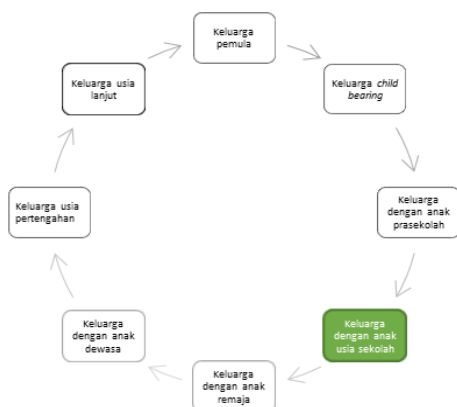 Keluarga
pemula
Keluarga child
bearing
Keluarga
dengan anak
prasekolah
Keluarga
dengan anak
usia sekolah
Keluarga
dengan anak
remaja
Keluarga
dengan anak
dewasa
Keluarga usia
pertengahan
Keluarga usia
lanjut